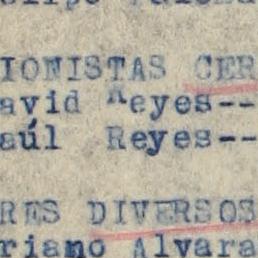 IONISTAS CER
avid Reyes--
aúl Reyes--
RES DIVERSOS
riano Alvara